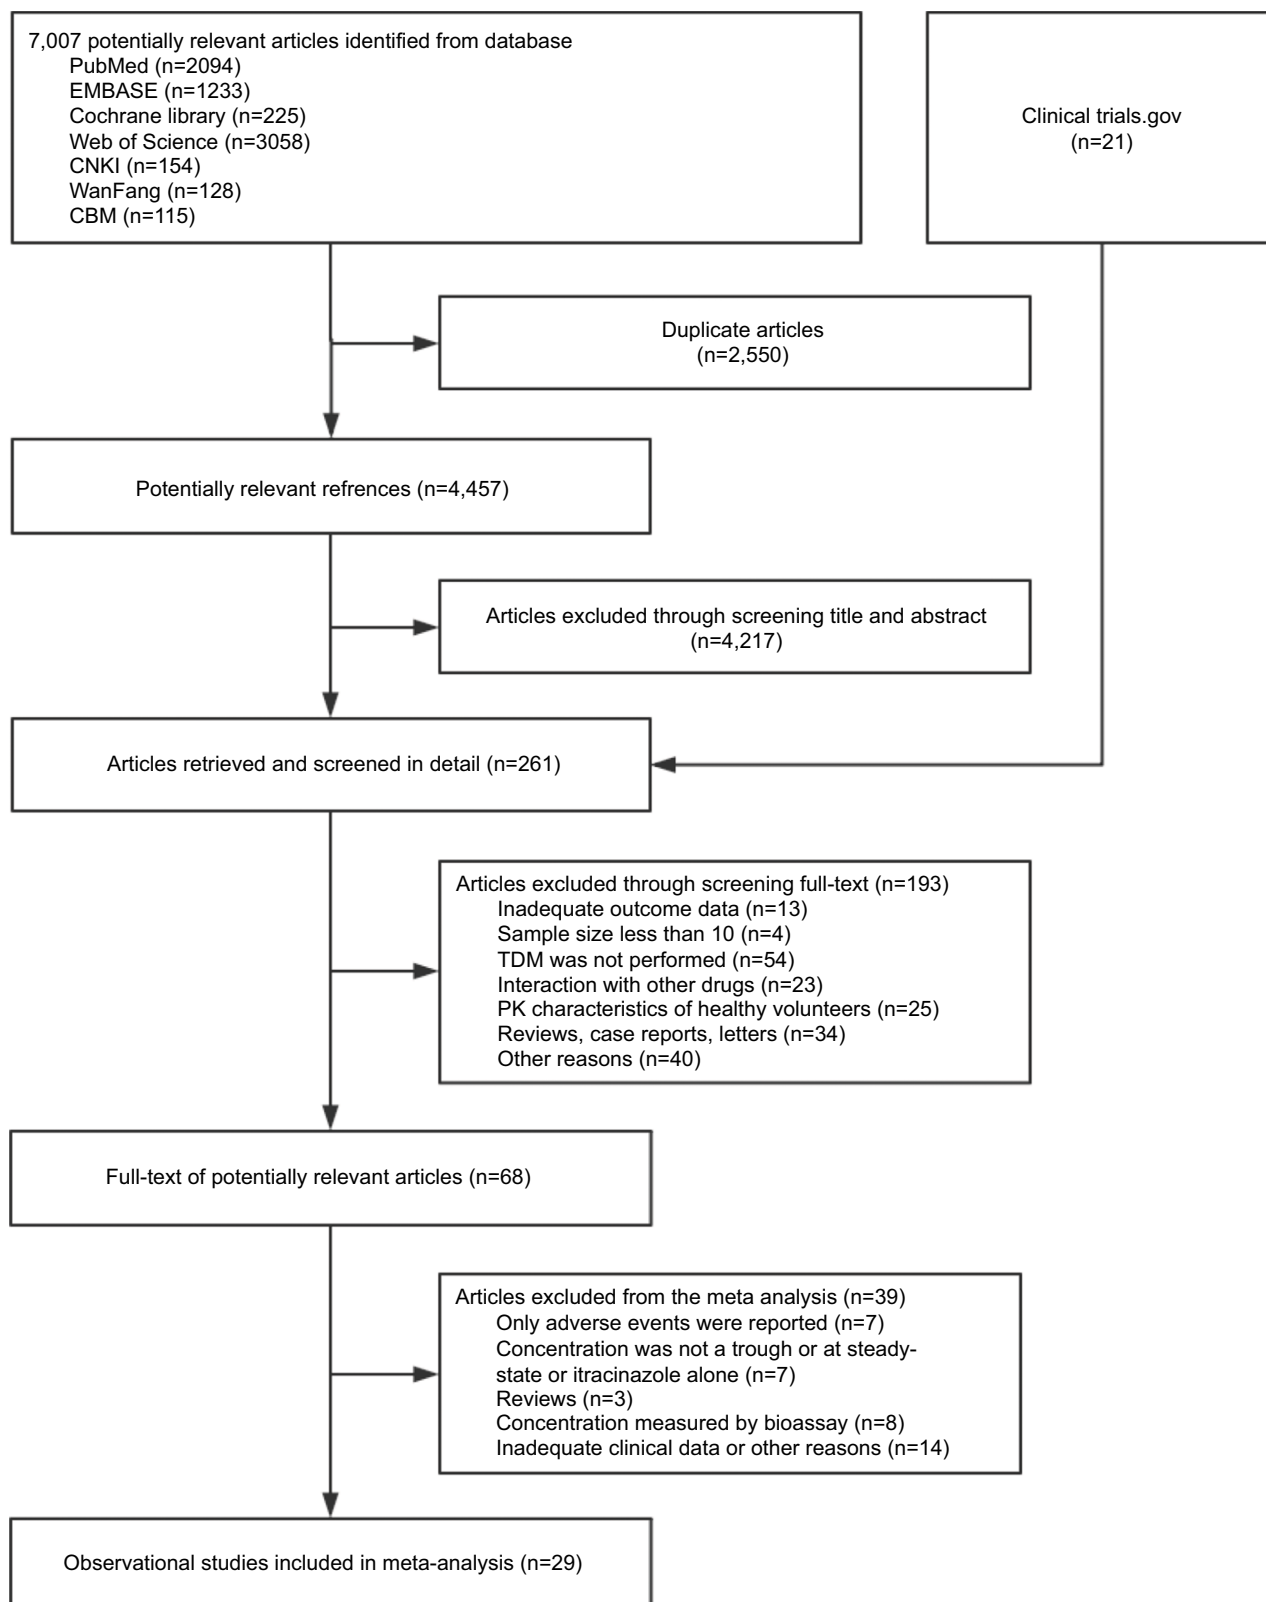 7,007 potentially relevant articles identified from database
PubMed (n=2094)
EMBASE (n=1233)
Cochrane library (n=225)
Web of Science (n=3058)
CNKI (n=154)
WanFang (n=128)
CBM (n=115)
Clinical trials.gov
(n=21)
Duplicate articles
(n=2,550)
Potentially relevant refrences (n=4,457)
Articles excluded through screening title and abstract
(n=4,217)
Articles retrieved and screened in detail (n=261)
Articles excluded through screening full-text (n=193)
Inadequate outcome data (n=13)
Sample size less than 10 (n=4)
TDM was not performed (n=54)
Interaction with other drugs (n=23)
PK characteristics of healthy volunteers (n=25)
Reviews, case reports, letters (n=34)
Other reasons (n=40)
Full-text of potentially relevant articles (n=68)
Articles excluded from the meta analysis (n=39)
Only adverse events were reported (n=7)
Concentration was not a trough or at steady-
state or itracinazole alone (n=7)
Reviews (n=3)
Concentration measured by bioassay (n=8)
Inadequate clinical data or other reasons (n=14)
Observational studies included in meta-analysis (n=29)